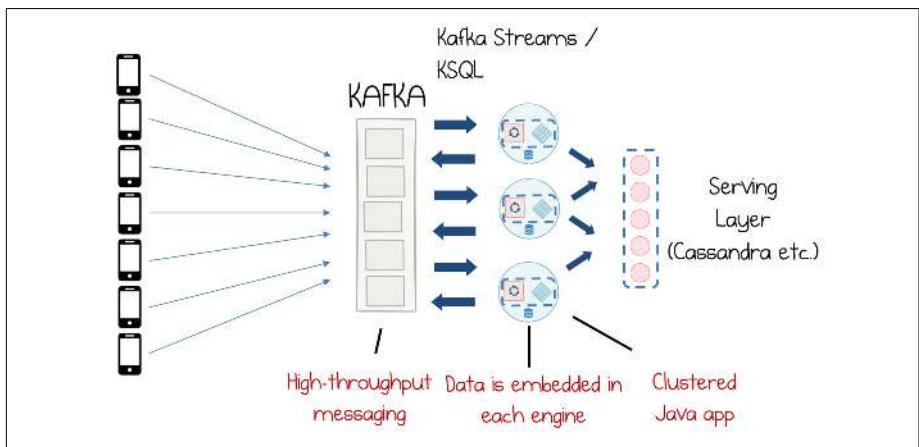 Kafka Streams /
KSQL
KAFKA
Serving
Layer
(Cassandra etc.)
High-throughput
messaging
Data is embedded in
each engine
Clustered
Java app